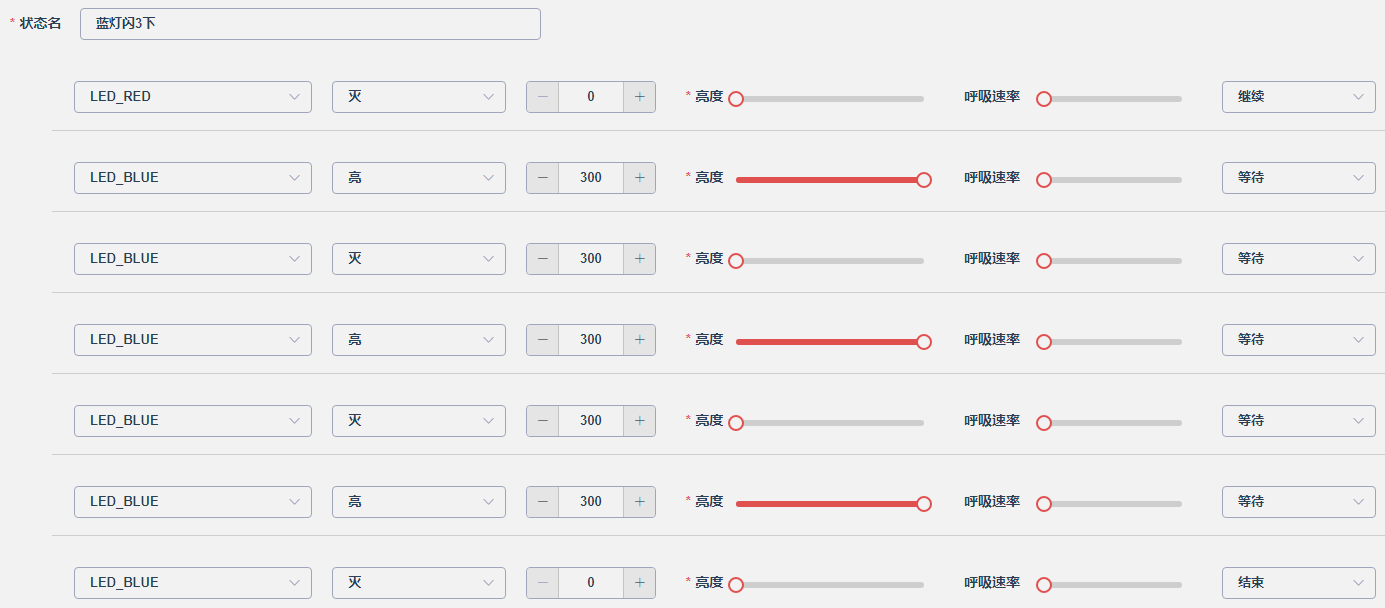 * 状态名 蓝灯闪3下
LED_RED 灭 − 0 + * 亮度 呼吸速率 继续
LED_BLUE 亮 − 300 + * 亮度 呼吸速率 等待
LED_BLUE 灭 − 300 + * 亮度 呼吸速率 等待
LED_BLUE 亮 − 300 + * 亮度 呼吸速率 等待
LED_BLUE 灭 − 300 + * 亮度 呼吸速率 等待
LED_BLUE 亮 − 300 + * 亮度 呼吸速率 等待
LED_BLUE 灭 − 0 + * 亮度 呼吸速率 结束